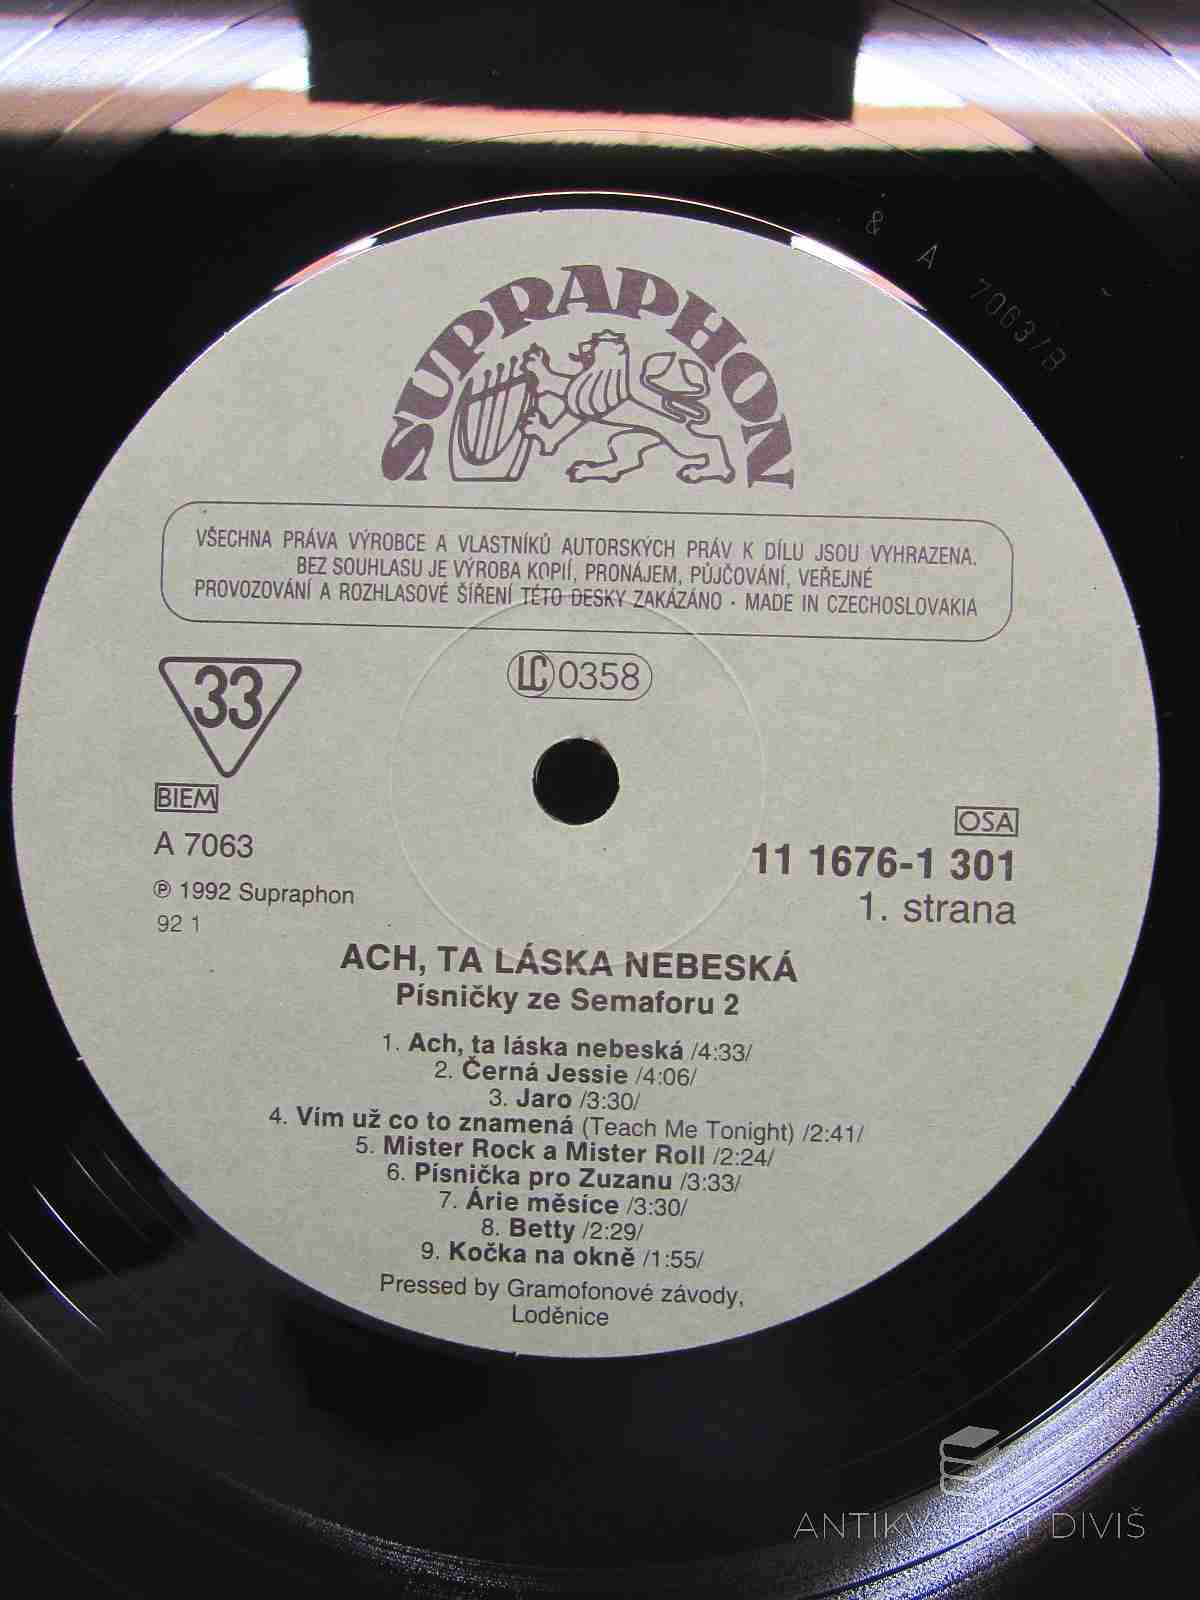 & A 7063/B
SUPRAPHON
VŠECHNA PRÁVA VÝROBCE A VLASTNÍKŮ AUTORSKÝCH PRÁV K DÍLU JSOU VYHRAZENA.
BEZ SOUHLASU JE VÝROBA KOPIÍ, PRONÁJEM, PŮJČOVÁNÍ, VEŘEJNÉ
PROVOZOVÁNÍ A ROZHLASOVÉ ŠÍŘENÍ TÉTO DESKY ZAKÁZÁNO · MADE IN CZECHOSLOVAKIA
33
LC 0358
BIEM
OSA
A 7063
11 1676-1 301
℗ 1992 Supraphon
1. strana
92 1
ACH, TA LÁSKA NEBESKÁ
Písničky ze Semaforu 2
1. Ach, ta láska nebeská /4:33/
2. Černá Jessie /4:06/
3. Jaro /3:30/
4. Vím už co to znamená (Teach Me Tonight) /2:41/
5. Mister Rock a Mister Roll /2:24/
6. Písnička pro Zuzanu /3:33/
7. Árie měsíce /3:30/
8. Betty /2:29/
9. Kočka na okně /1:55/
Pressed by Gramofonové závody,
Loděnice
ANTIKVARIÁT DIVIŠ